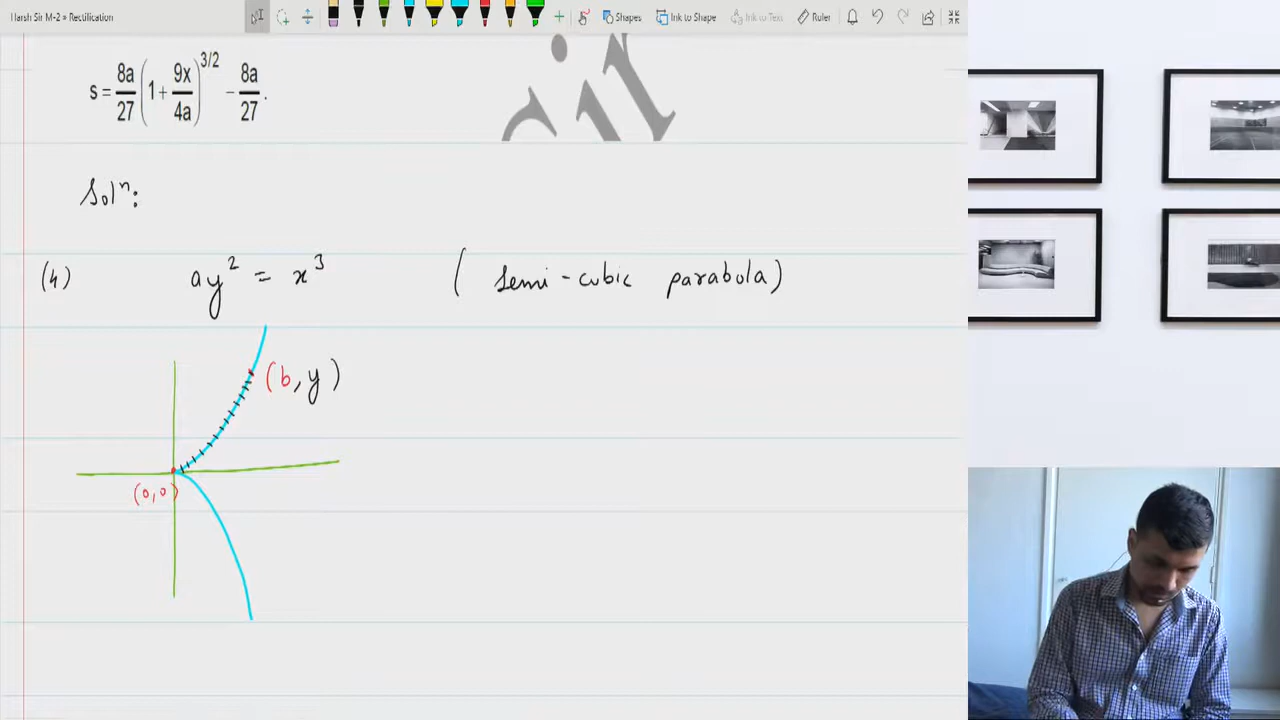 Harsh Sir M-2 » Rectification
Shapes
Ink to Shape
Ink to Text
Ruler
s = 8a/27 (1 + 9x/4a)^3/2 - 8a/27.
Sir
Solⁿ:
(4) ay² = x³ (semi-cubic parabola)
(b, y)
(0,0)